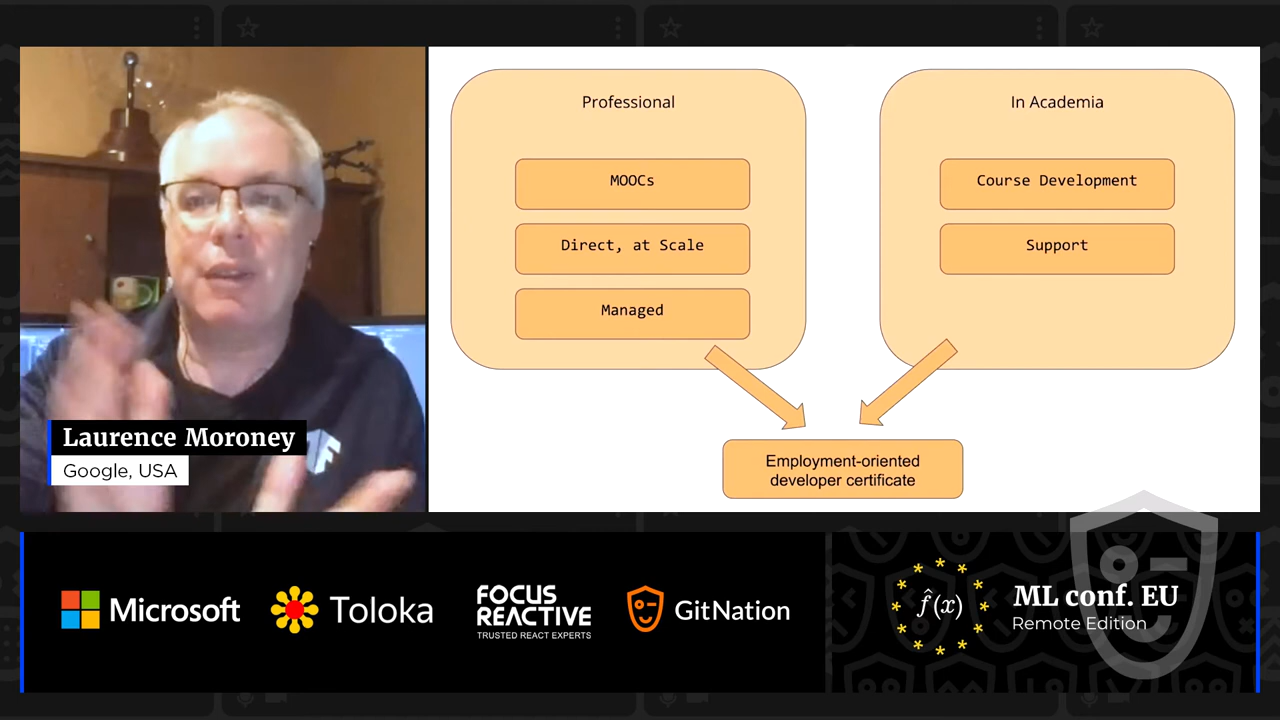 Professional
MOOCs
Direct, at Scale
Managed
In Academia
Course Development
Support
Employment-oriented
developer certificate
Laurence Moroney
Google, USA
Microsoft
Toloka
FOCUS
REACTIVE
TRUSTED REACT EXPERTS
GitNation
f̂(x)
ML conf. EU
Remote Edition